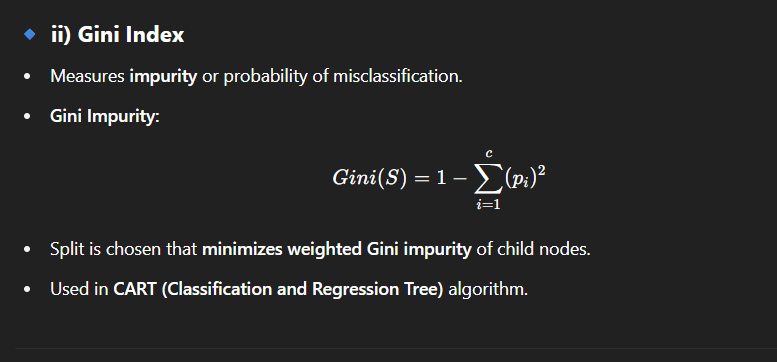 🔹 ii) Gini Index
• Measures impurity or probability of misclassification.
• Gini Impurity:
Gini(S) = 1 − ∑_{i=1}^{c} (p_i)^2
• Split is chosen that minimizes weighted Gini impurity of child nodes.
• Used in CART (Classification and Regression Tree) algorithm.